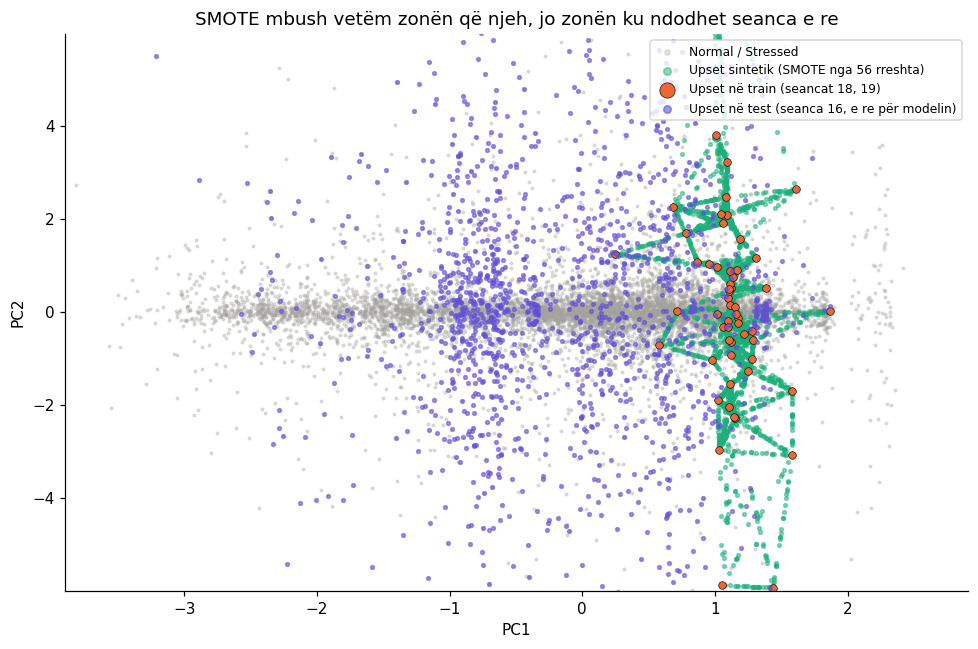 SMOTE mbush vetëm zonën që njeh, jo zonën ku ndodhet seanca e re
Normal / Stressed
Upset sintetik (SMOTE nga 56 rreshta)
Upset në train (seancat 18, 19)
Upset në test (seanca 16, e re për modelin)
4
2
0
−2
−4
PC2
−3
−2
−1
0
1
2
PC1